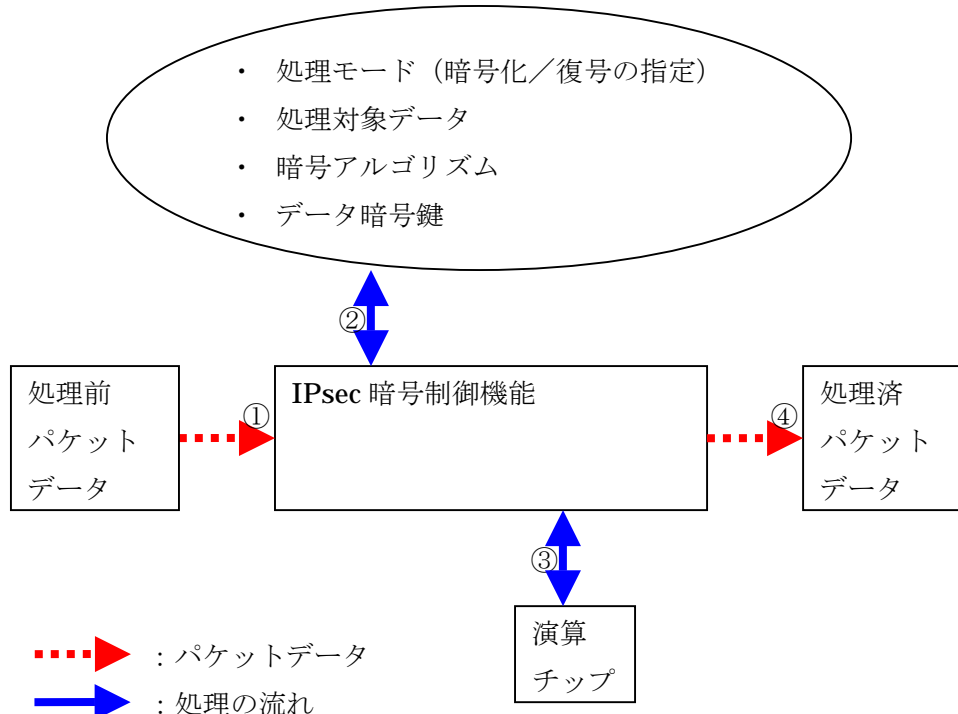 ・ 処理モード（暗号化／復号の指定）
・ 処理対象データ
・ 暗号アルゴリズム
・ データ暗号鍵
②
処理前
パケット
データ
①
IPsec 暗号制御機能
④
処理済
パケット
データ
③
演算
チップ
：パケットデータ
：処理の流れ